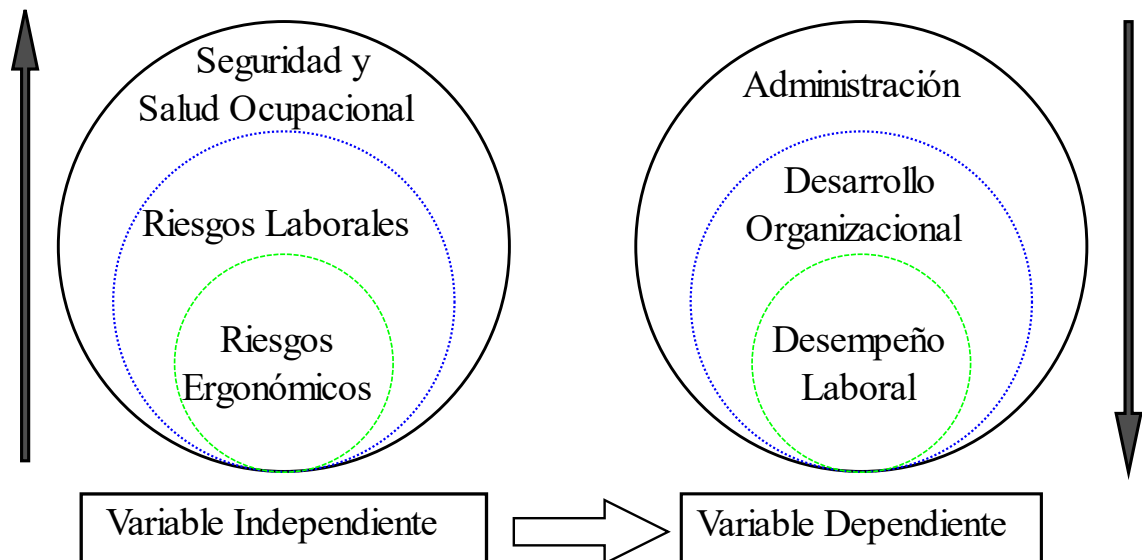 Seguridad y
Salud Ocupacional
Riesgos Laborales
Riesgos
Ergonómicos
Administración
Desarrollo
Organizacional
Desempeño
Laboral
Variable Independiente
Variable Dependiente